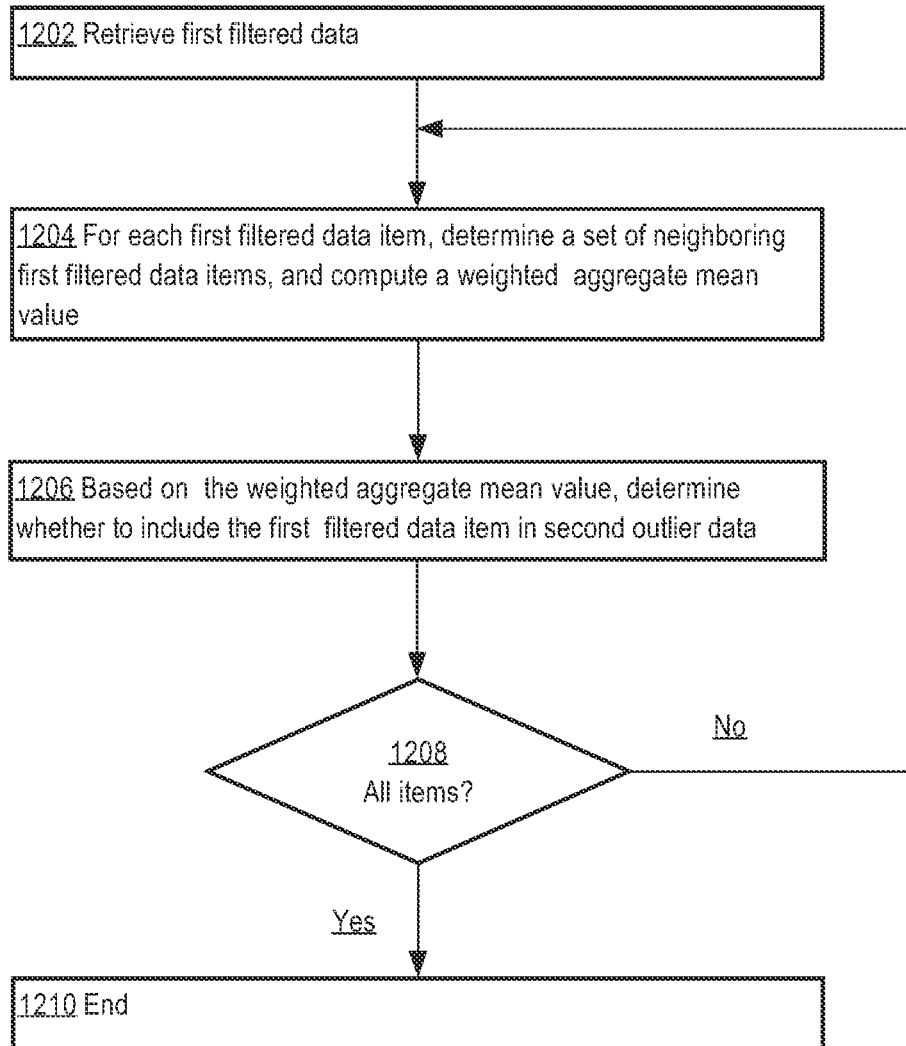 1202 Retrieve first filtered data
1204 For each first filtered data item, determine a set of neighboring
first filtered data items, and compute a weighted aggregate mean
value
1206 Based on the weighted aggregate mean value, determine
whether to include the first filtered data item in second outlier data
1208
All items?
No
Yes
1210 End